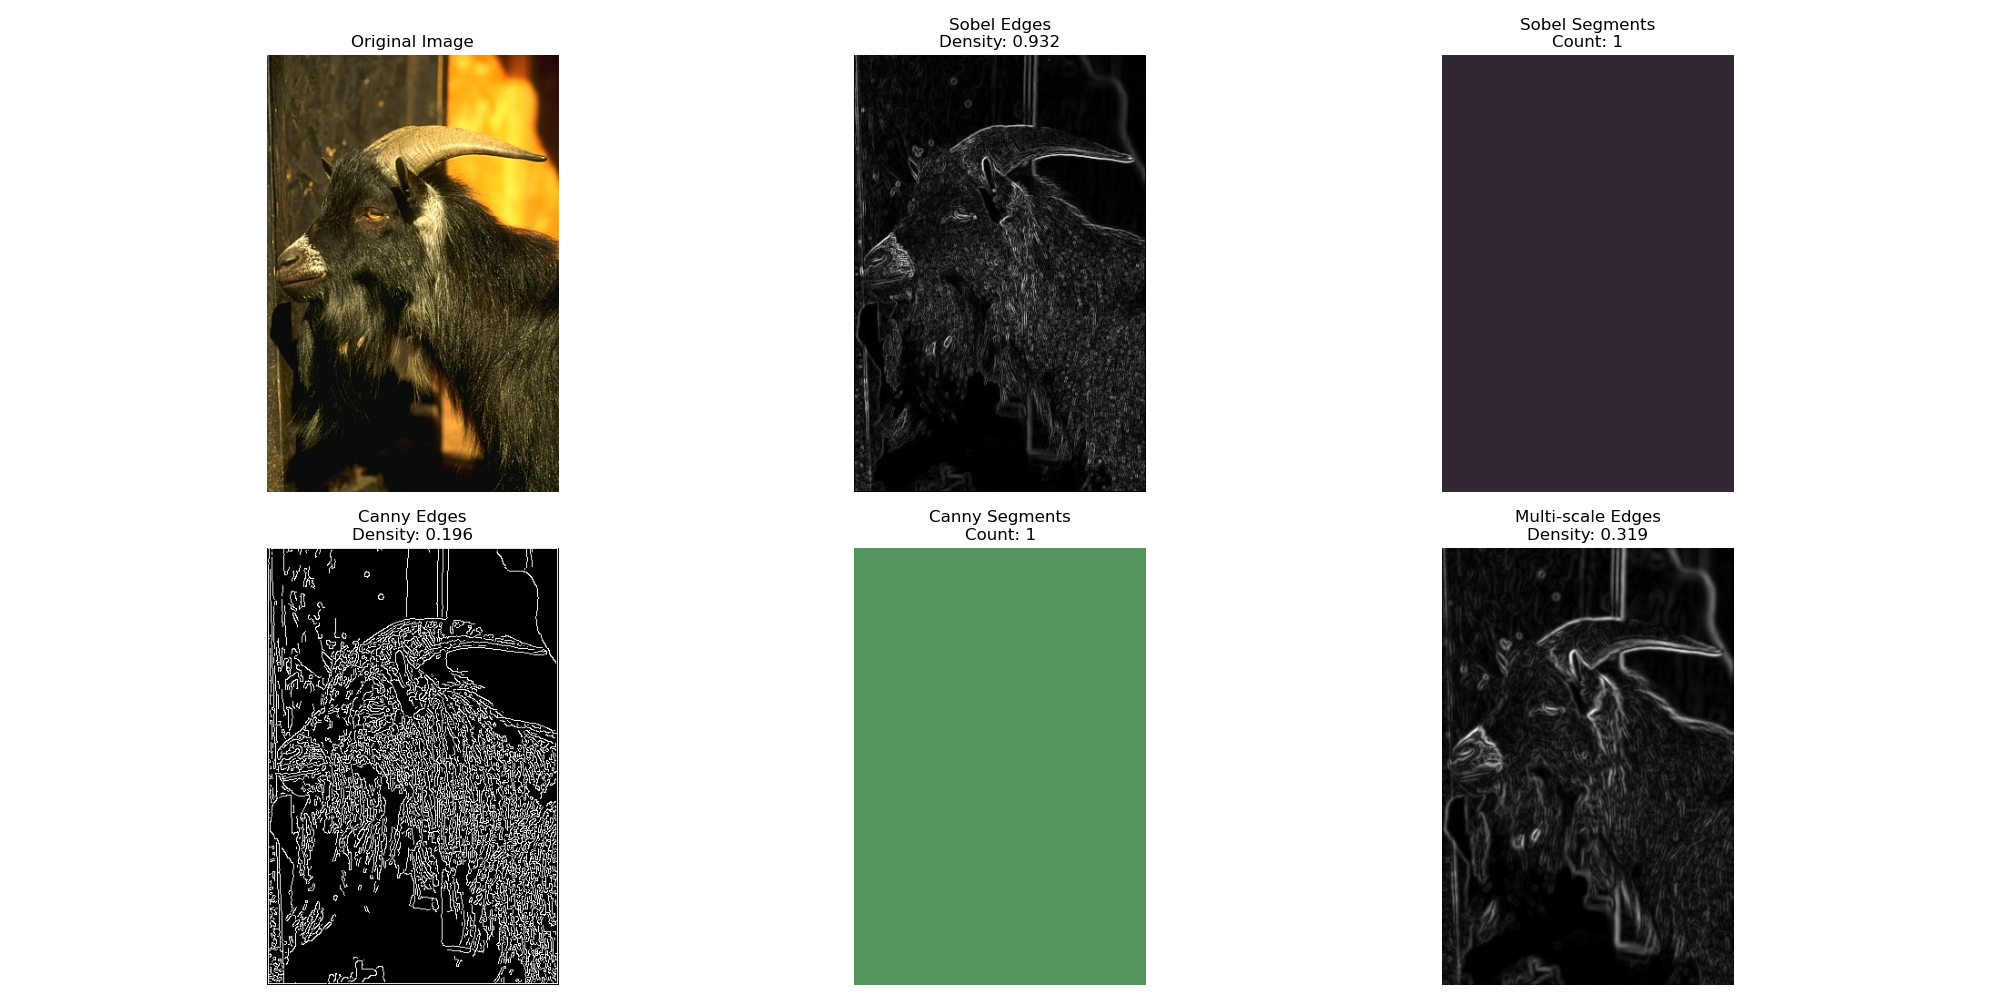 Original Image
Sobel Edges
Density: 0.932
Sobel Segments
Count: 1
Canny Edges
Density: 0.196
Canny Segments
Count: 1
Multi-scale Edges
Density: 0.319